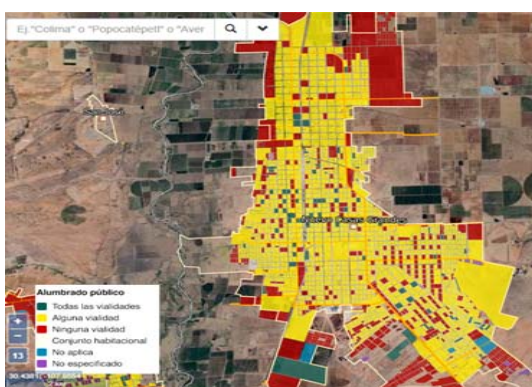 Ej."Colima" o "Popocatépetl" o "Aver
Nuevo Casas Grandes
Alumbrado público
Todas las vialidades
Alguna vialidad
Ninguna vialidad
Conjunto habitacional
No aplica
No especificado
+
−
13